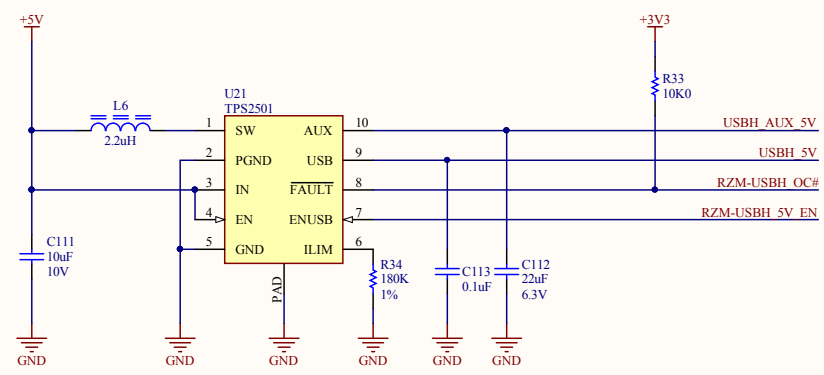 +5V
+3V3
R33
10K0
U21
TPS2501
L6
2.2uH
1
SW
AUX
10
USBH_AUX_5V
2
PGND
USB
9
USBH_5V
3
IN
FAULT
8
RZM-USBH_OC#
4
EN
ENUSB
7
RZM-USBH_5V_EN
5
GND
ILIM
6
C111
10uF
10V
PAD
R34
180K
1%
C113
0.1uF
C112
22uF
6.3V
GND
GND
GND
GND
GND
GND